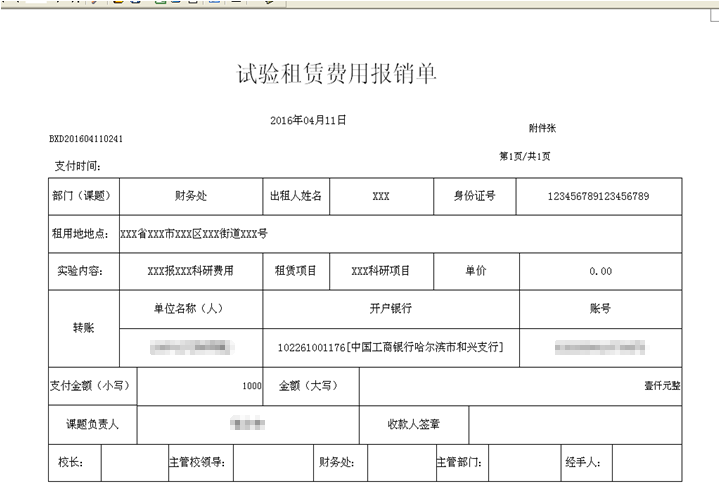 试验租赁费用报销单
2016年04月11日
附件张
BXD201604110241
第1页/共1页
支付时间:
部门（课题） 财务处 出租人姓名 XXX 身份证号 123456789123456789
租用地地点: XXX省XXX市XXX区XXX街道XXX号
实验内容: XXX报XXX科研费用 租赁项目 XXX科研项目 单价 0.00
转账 单位名称（人） 开户银行 账号
102261001176[中国工商银行哈尔滨市和兴支行]
支付金额（小写） 1000 金额（大写） 壹仟元整
课题负责人 收款人签章
校长: 主管校领导: 财务处: 主管部门: 经手人: